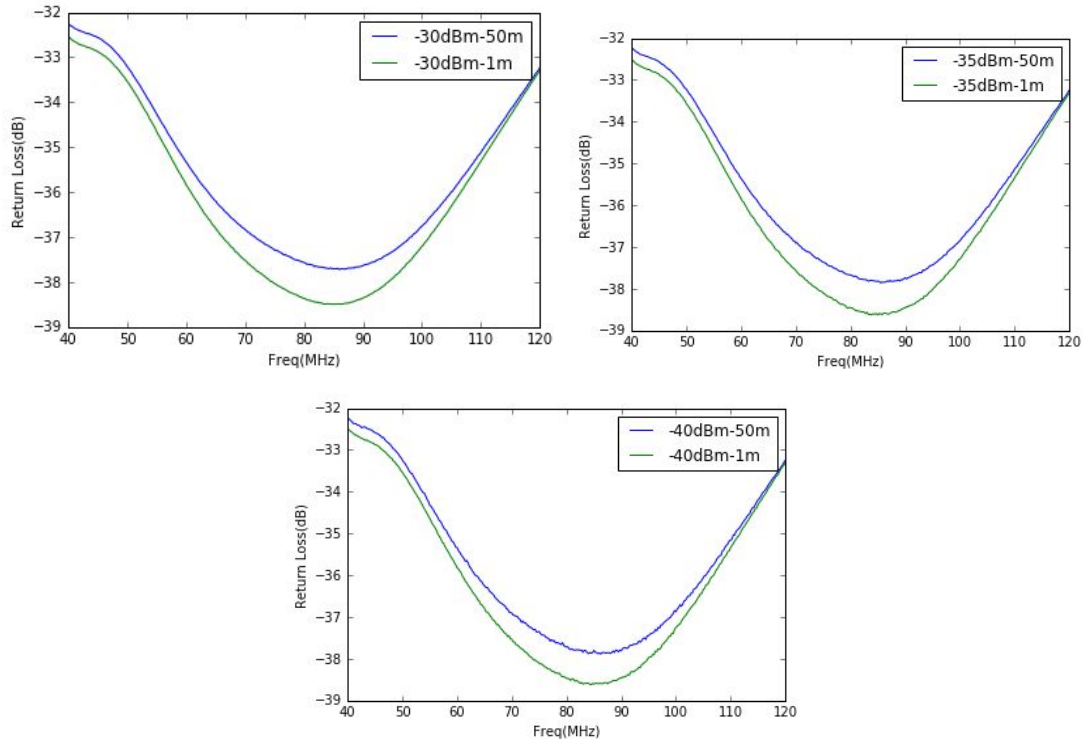 −32
−33
−34
−35
−36
−37
−38
−39
Return Loss(dB)
40 50 60 70 80 90 100 110 120
Freq(MHz)
-30dBm-50m
-30dBm-1m
−32
−33
−34
−35
−36
−37
−38
−39
Return Loss(dB)
40 50 60 70 80 90 100 110 120
Freq(MHz)
-35dBm-50m
-35dBm-1m
−32
−33
−34
−35
−36
−37
−38
−39
Return Loss(dB)
40 50 60 70 80 90 100 110 120
Freq(MHz)
-40dBm-50m
-40dBm-1m